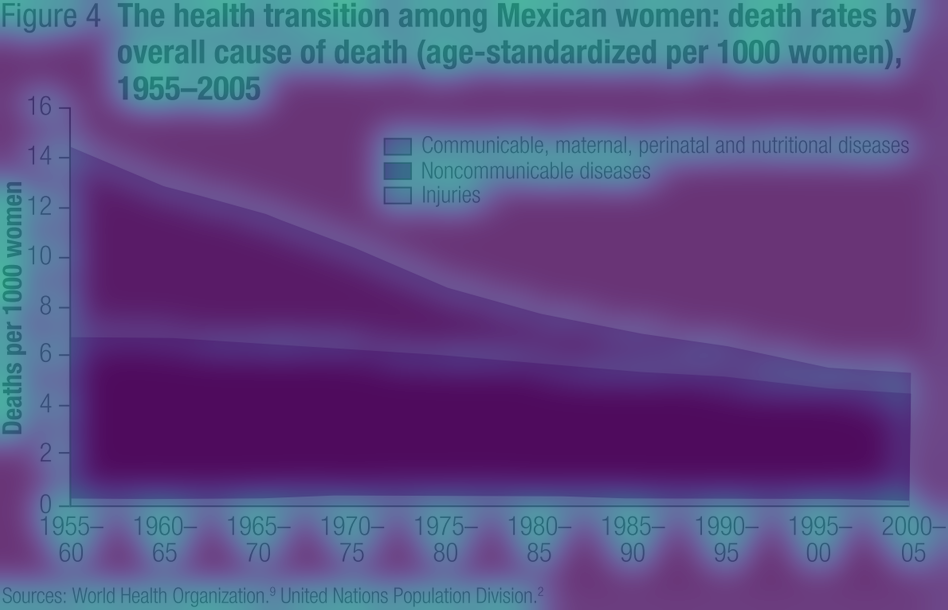 Figure 4 The health transition among Mexican women: death rates by
overall cause of death (age-standardized per 1000 women),
1955–2005
Deaths per 1000 women
16
14
12
10
8
6
4
2
0
Communicable, maternal, perinatal and nutritional diseases
Noncommunicable diseases
Injuries
1955– 1960– 1965– 1970– 1975– 1980– 1985– 1990– 1995– 2000–
60 65 70 75 80 85 90 95 00 05
Sources: World Health Organization.⁹ United Nations Population Division.²